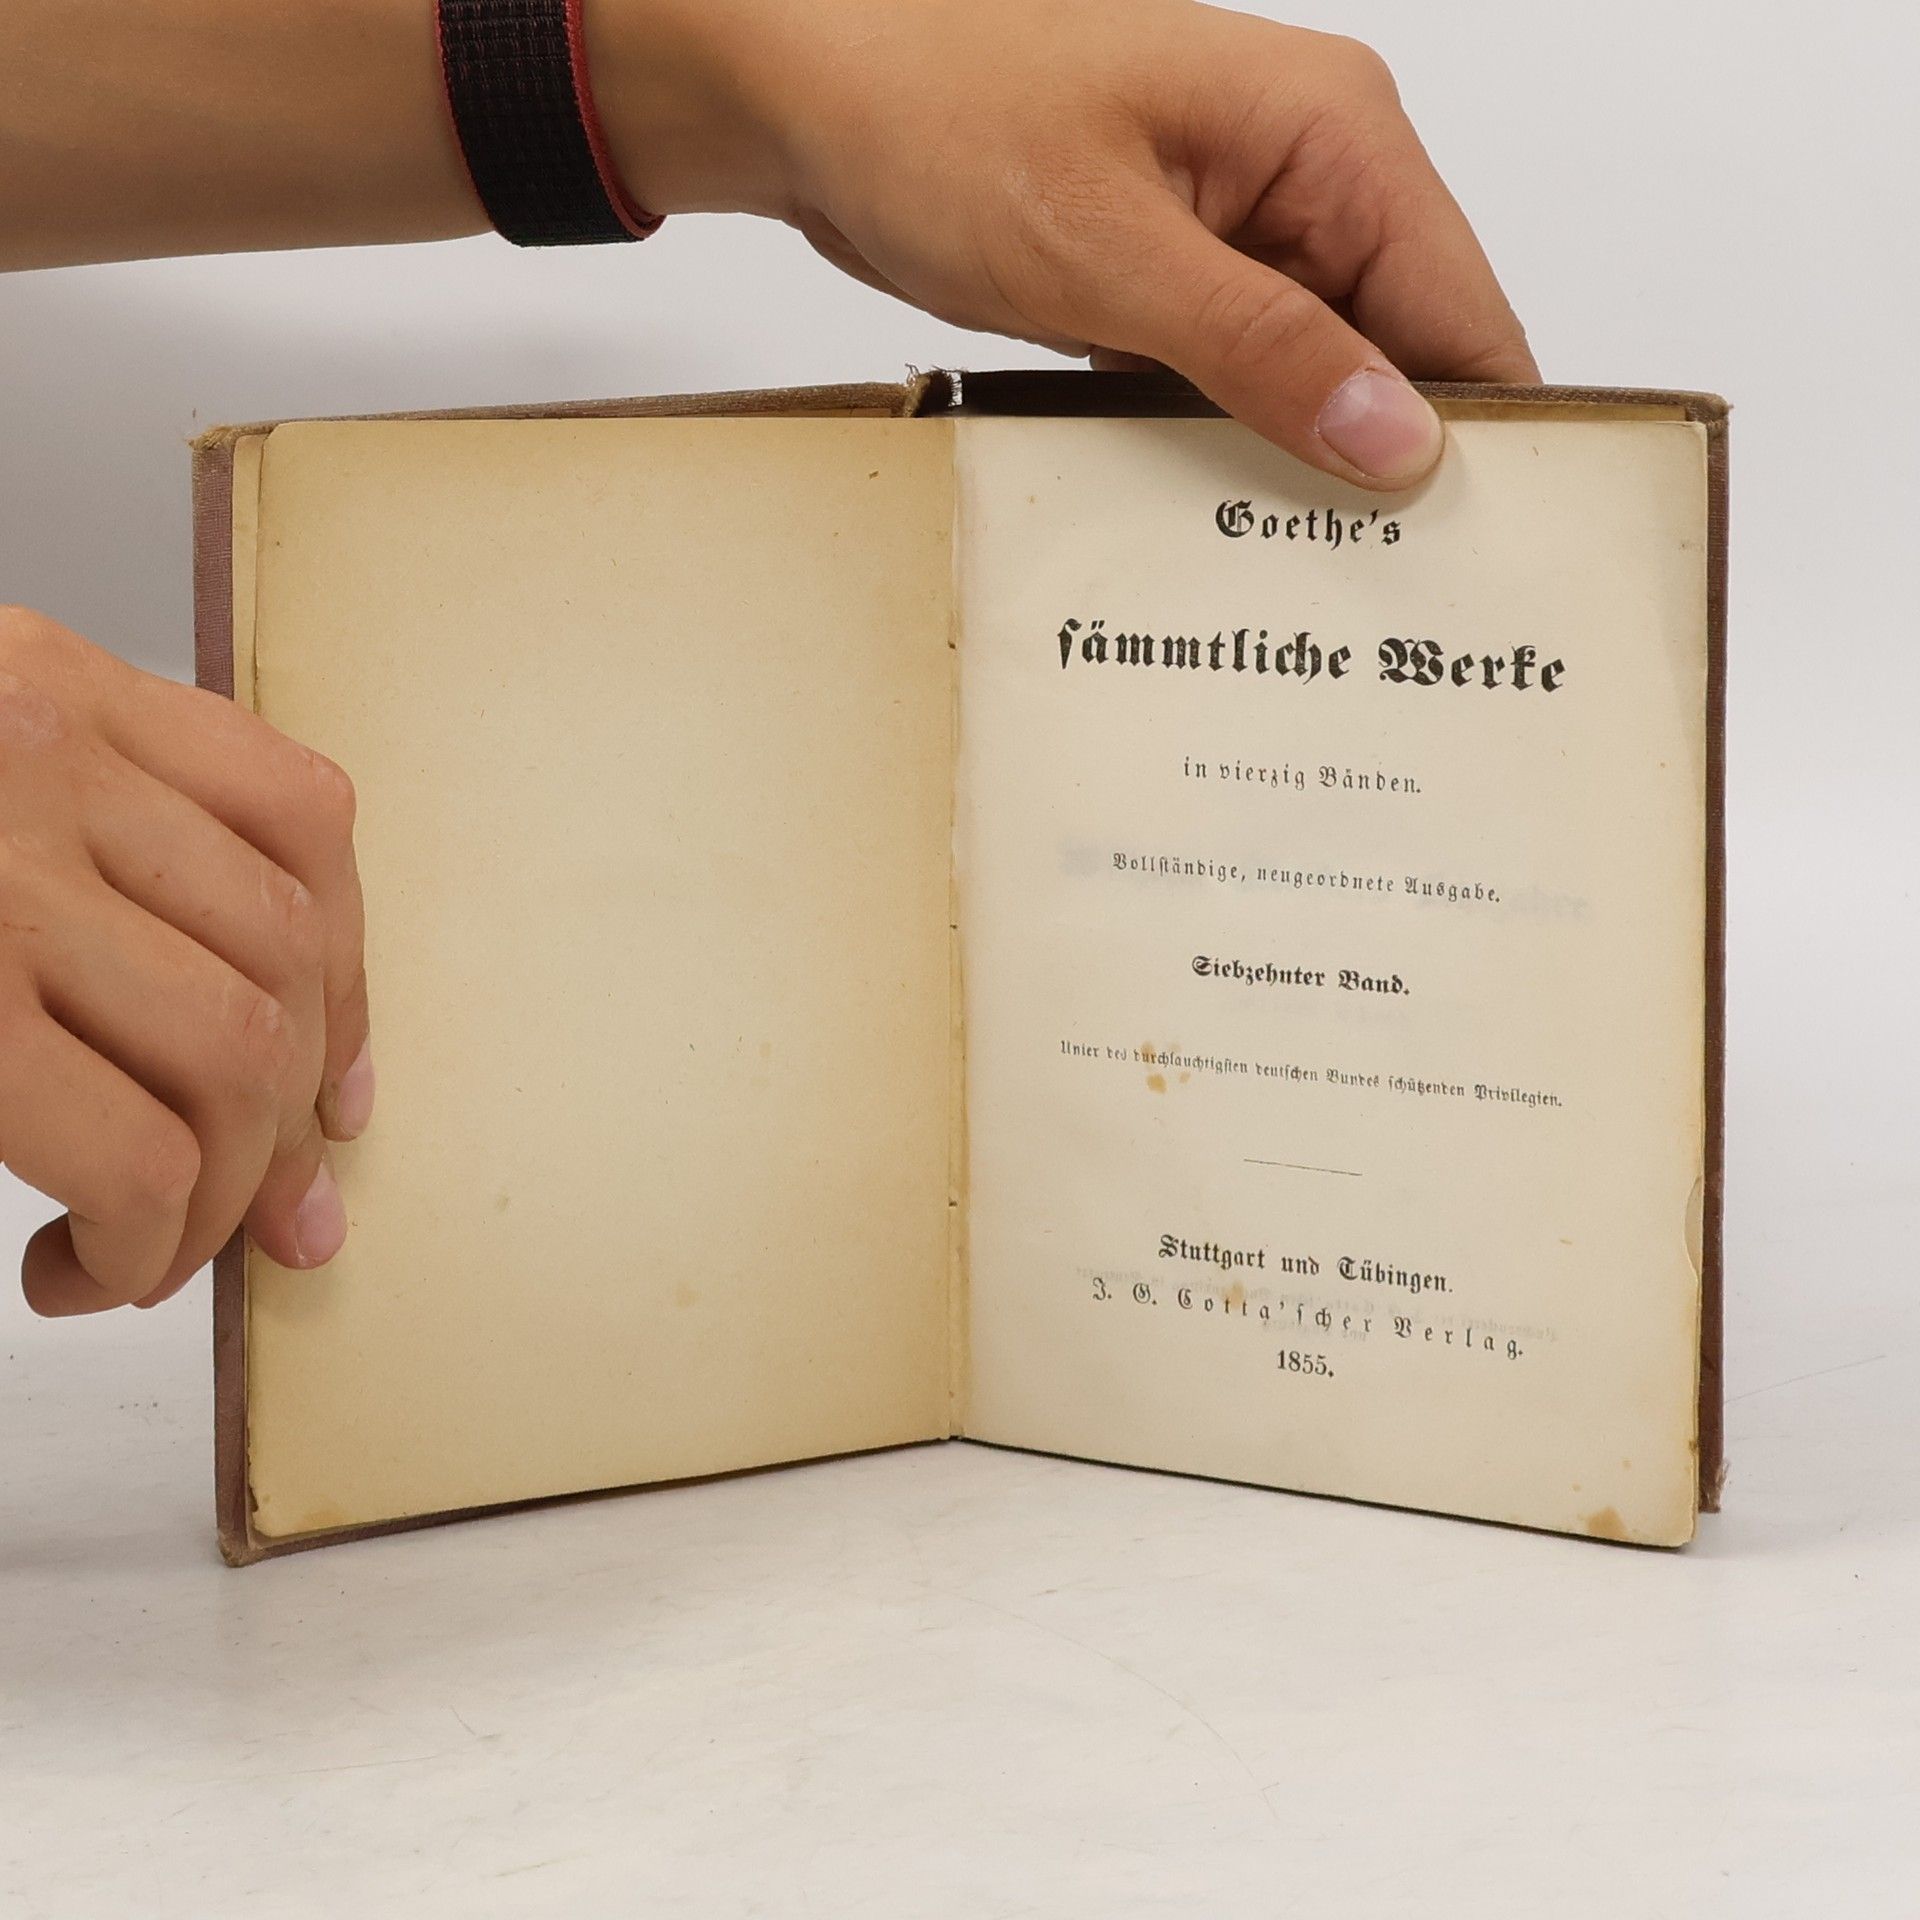 Goethe's
sämmtliche Werke
in vierzig Bänden.
Vollständige, neugeordnete Ausgabe.
Siebzehnter Band.
Unter des durchlauchtigsten deutschen Bundes schützenden Privilegien.
Stuttgart und Tübingen.
J. G. Cotta'scher Verlag.
1855.